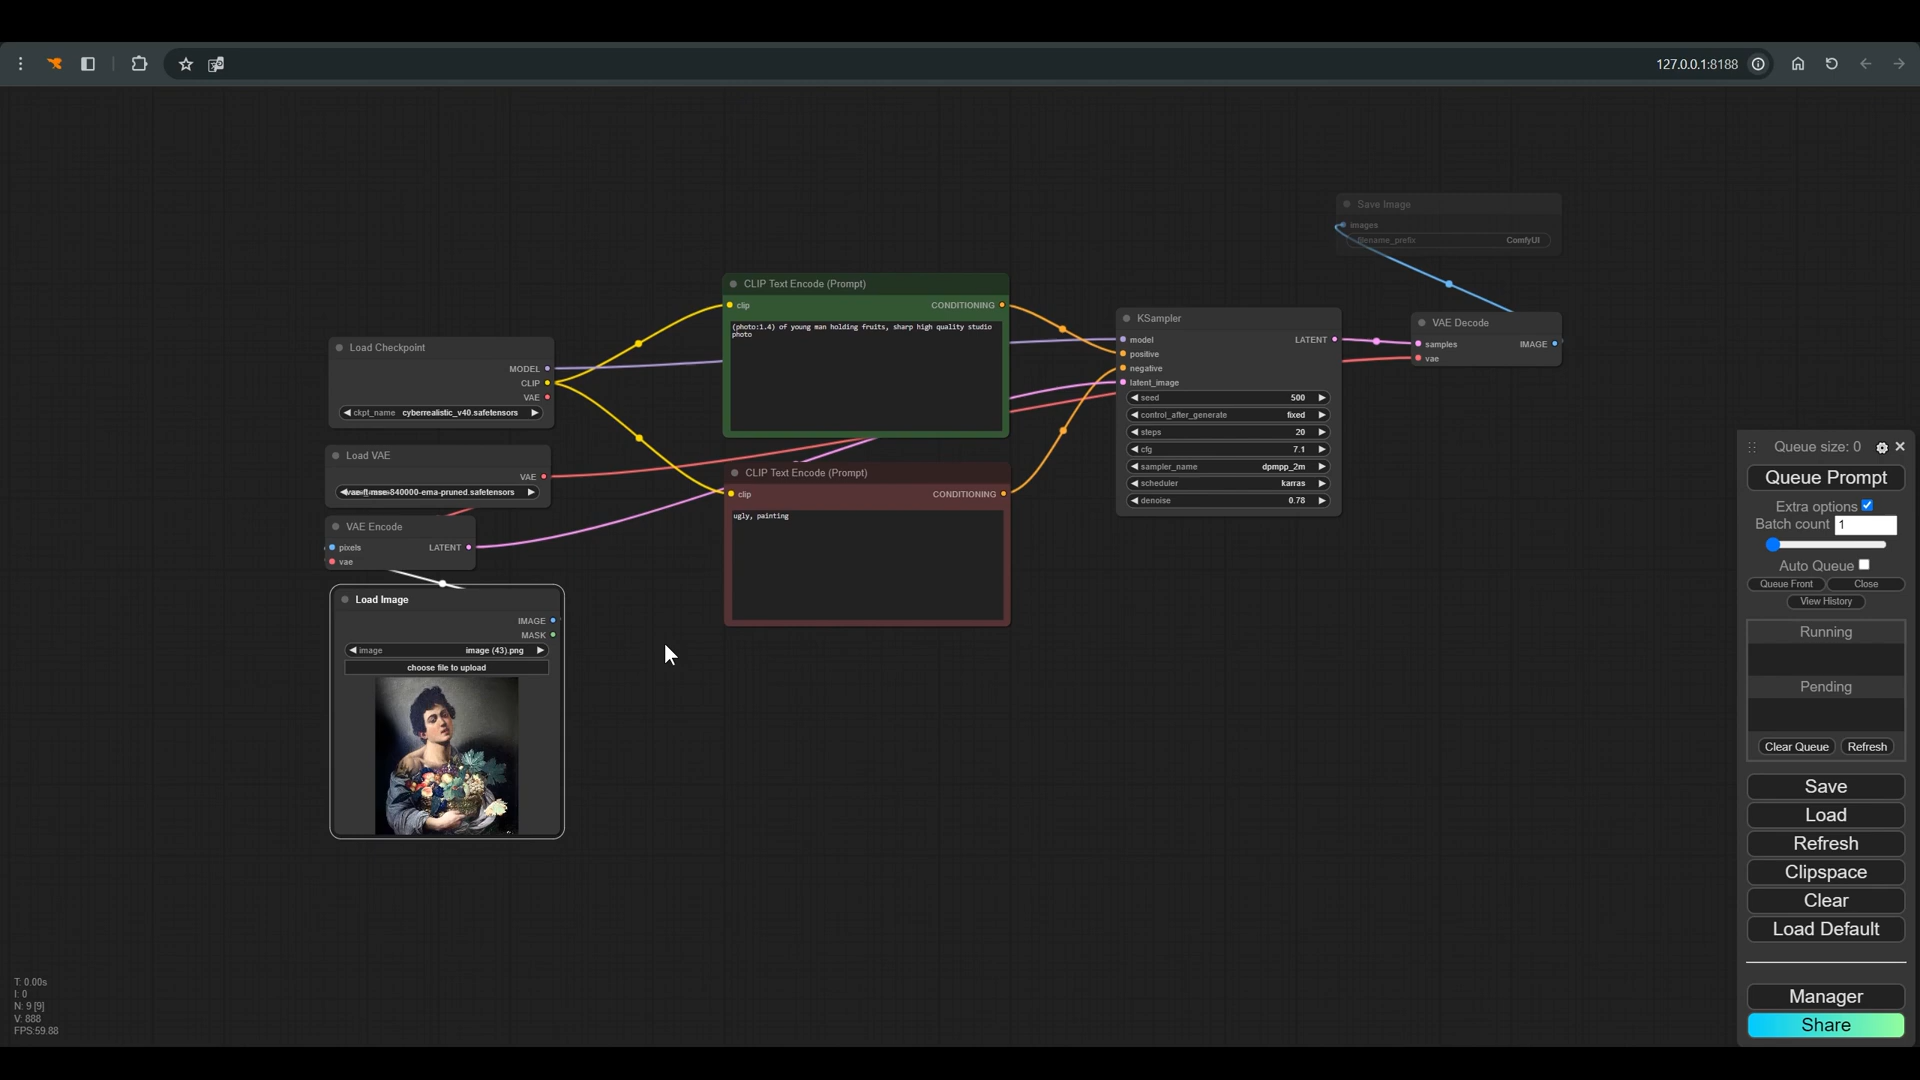 127.0.0.1:8188
Save Image
images
filename_prefix ComfyUI
CLIP Text Encode (Prompt)
clip CONDITIONING
(photo:1.4) of young man holding fruits, sharp high quality studio
photo
KSampler
model LATENT
positive
negative
latent_image
seed 500
control_after_generate fixed
steps 20
cfg 7.1
sampler_name dpmpp_2m
scheduler karras
denoise 0.78
VAE Decode
samples IMAGE
vae
Load Checkpoint
MODEL
CLIP
VAE
ckpt_name cyberrealistic_v40.safetensors
Load VAE
VAE
vae-ft-mse-840000-ema-pruned.safetensors
CLIP Text Encode (Prompt)
clip CONDITIONING
ugly, painting
VAE Encode
pixels LATENT
vae
Load Image
IMAGE
MASK
image image (43).png
choose file to upload
Queue size: 0
Queue Prompt
Extra options
Batch count 1
Auto Queue
Queue Front Close
View History
Running
Pending
Clear Queue Refresh
Save
Load
Refresh
Clipspace
Clear
Load Default
Manager
Share
T: 0.00s
I: 0
N: 9 [9]
V: 888
FPS:59.88